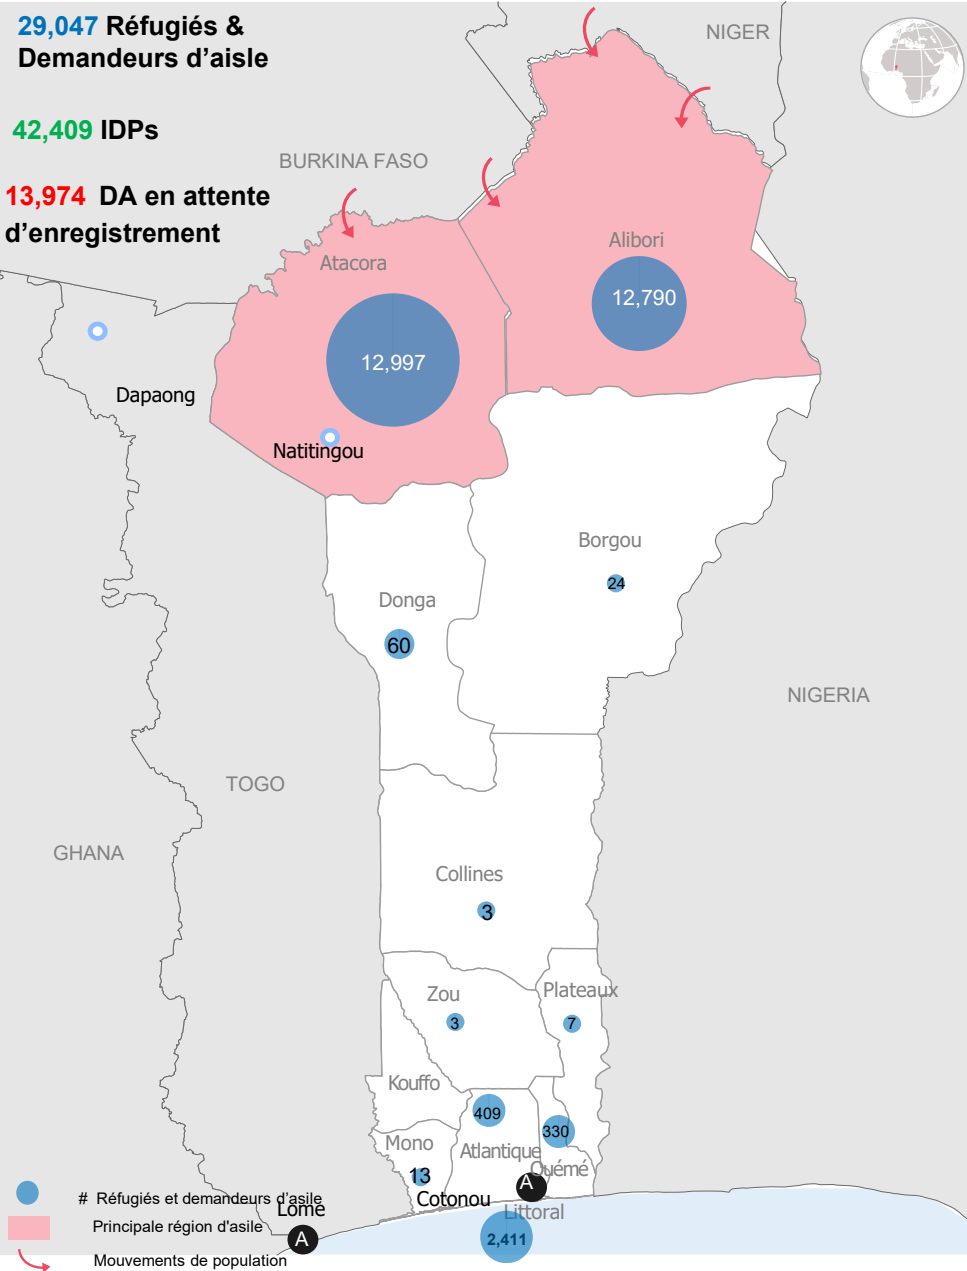 29,047 Réfugiés &
Demandeurs d'aisle
42,409 IDPs
13,974 DA en attente
d'enregistrement
NIGER
BURKINA FASO
Alibori
Atacora
12,790
12,997
Dapaong
Natitingou
Borgou
24
Donga
60
NIGERIA
TOGO
GHANA
Collines
3
Zou
Plateaux
3
7
Kouffo
409
330
Mono
Atlantique
Ouémé
13
A
Cotonou
Littoral
2,411
# Réfugiés et demandeurs d'asile
Lome
A
Principale région d'asile
Mouvements de population